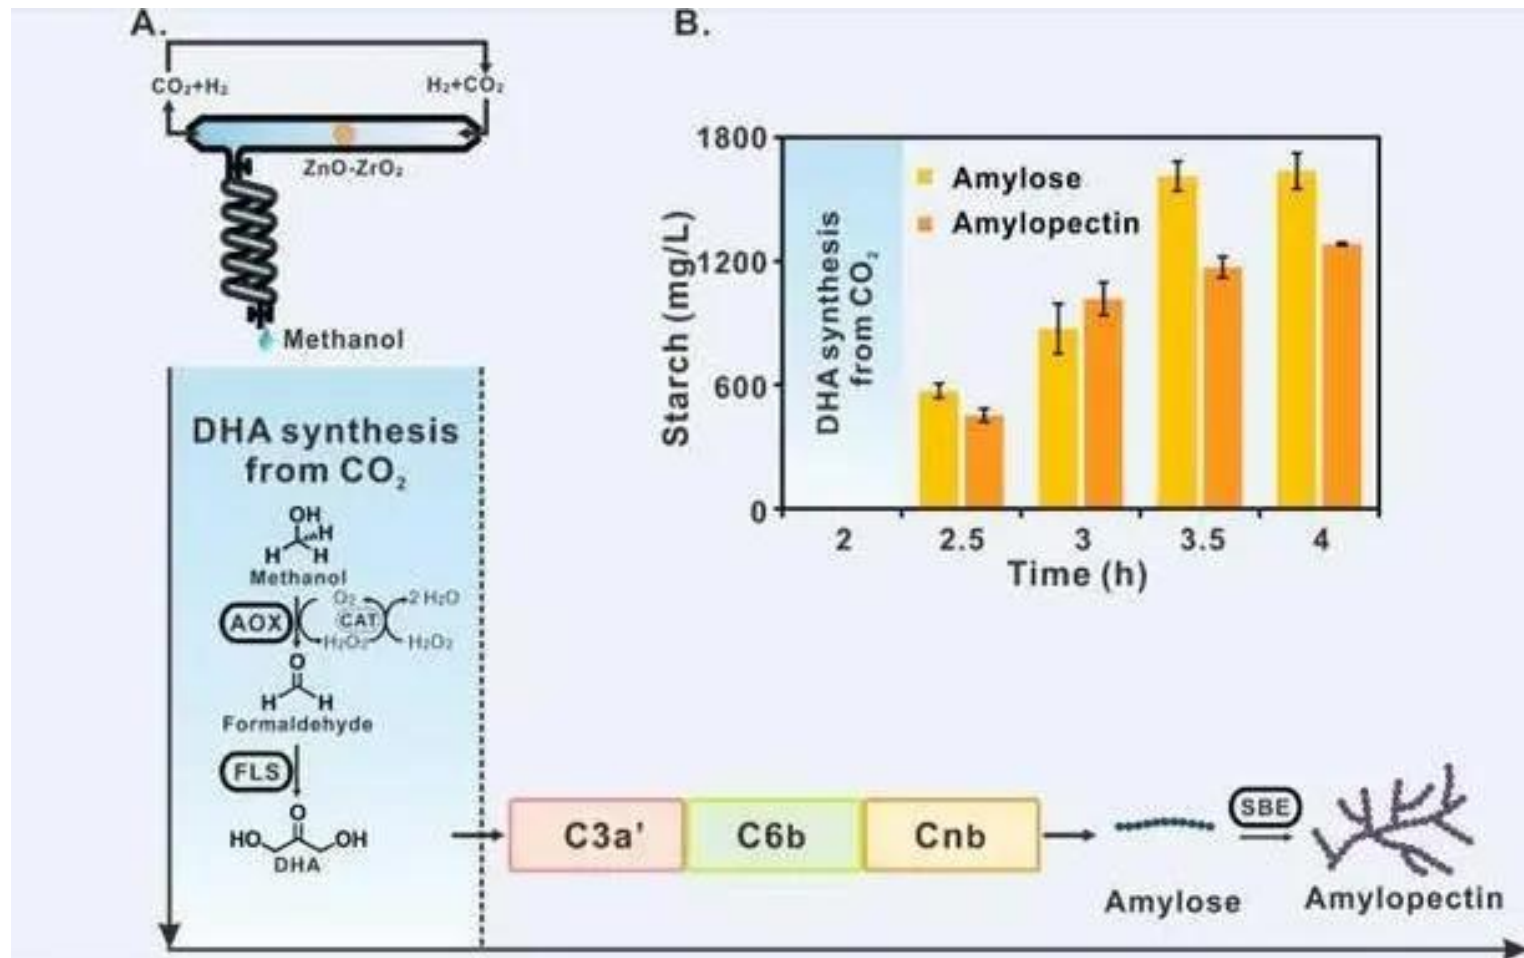 A.
CO₂+H₂
H₂+CO₂
ZnO-ZrO₂
Methanol
DHA synthesis
from CO₂
OH
H
H H
Methanol
AOX
O₂
2 H₂O
CAT
H₂O₂
H₂O₂
O
H H
Formaldehyde
FLS
O
HO OH
DHA
C3a'
C6b
Cnb
Amylose
SBE
Amylopectin
B.
Starch (mg/L)
1800
1200
600
0
DHA synthesis
from CO₂
Amylose
Amylopectin
2 2.5 3 3.5 4
Time (h)